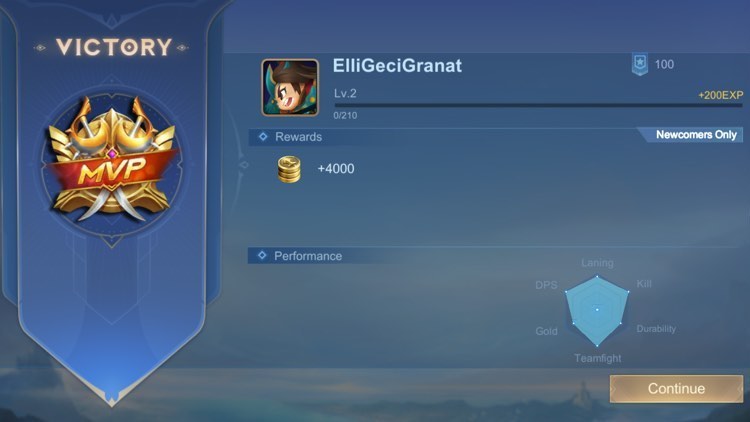 VICTORY
MVP
ElliGeciGranat
100
Lv.2
+200EXP
0/210
Rewards
Newcomers Only
+4000
Performance
Laning
DPS
Kill
Gold
Durability
Teamfight
Continue